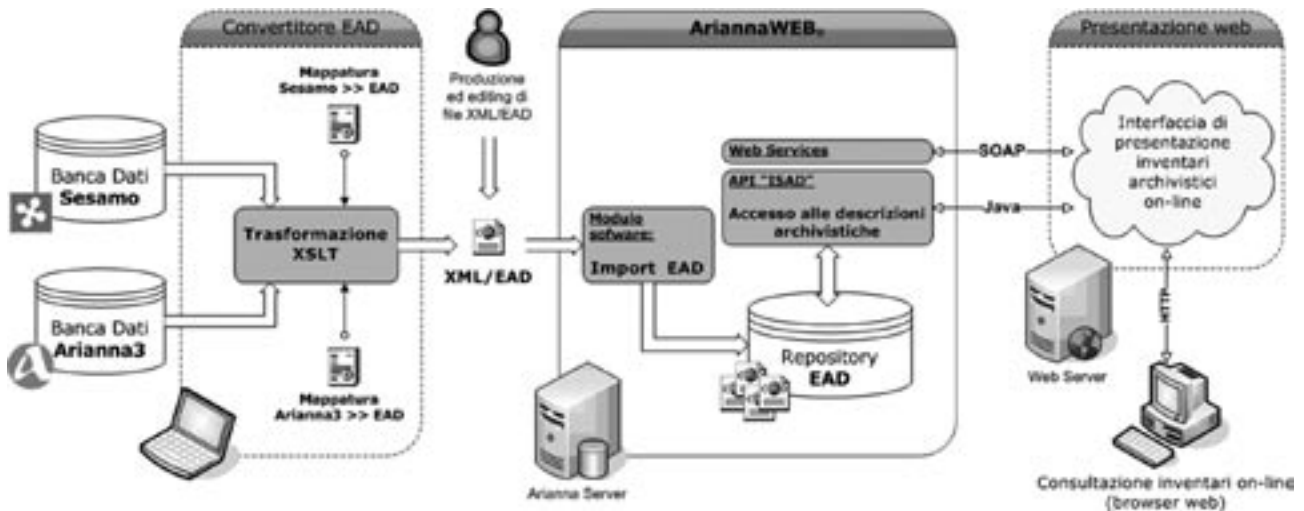 Convertitore EAD
Mappatura
Sesamo >> EAD
Banca Dati
Sesamo
Trasformazione
XSLT
Banca Dati
Arianna3
Mappatura
Arianna3 >> EAD
Produzione
ed editing di
file XML/EAD
XML/EAD
AriannaWEB®
Modulo
sofware:
Import EAD
Web Services
API "ISAD"
Accesso alle descrizioni
archivistiche
Repository
EAD
Arianna Server
SOAP
Java
Presentazione web
Interfaccia di
presentazione
inventari
archivistici
on-line
HTTP
Web Server
Consultazione inventari on-line
(browser web)